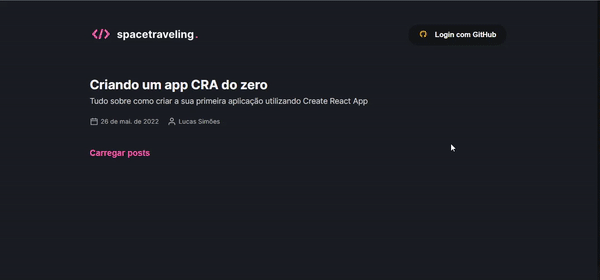 </> spacetraveling.
Login com GitHub
Criando um app CRA do zero
Tudo sobre como criar a sua primeira aplicação utilizando Create React App
26 de mai. de 2022 Lucas Simões
Carregar posts